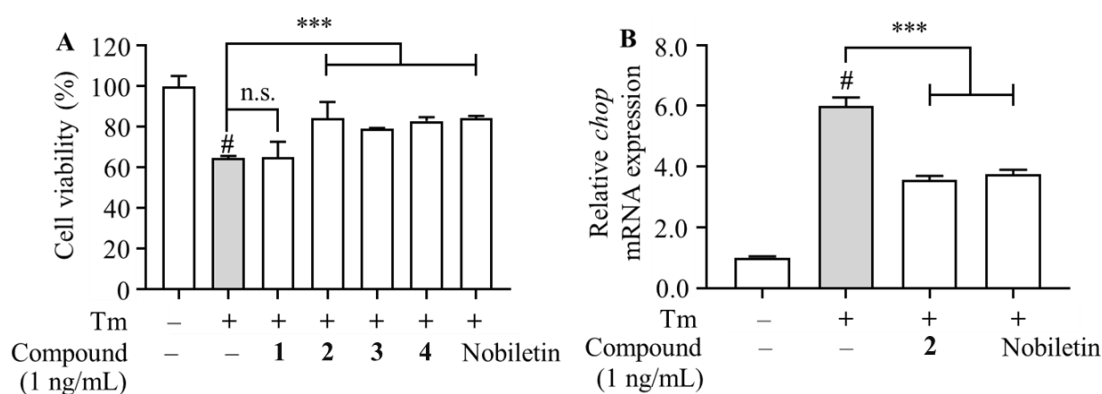 A
Cell viability (%)
120
100
80
60
40
20
0
***
n.s.
#
Tm – + + + + + +
Compound – – 1 2 3 4 Nobiletin
(1 ng/mL)
B
Relative chop
mRNA expression
8.0
6.0
4.0
2.0
0.0
***
#
Tm – + + +
Compound – – 2 Nobiletin
(1 ng/mL)